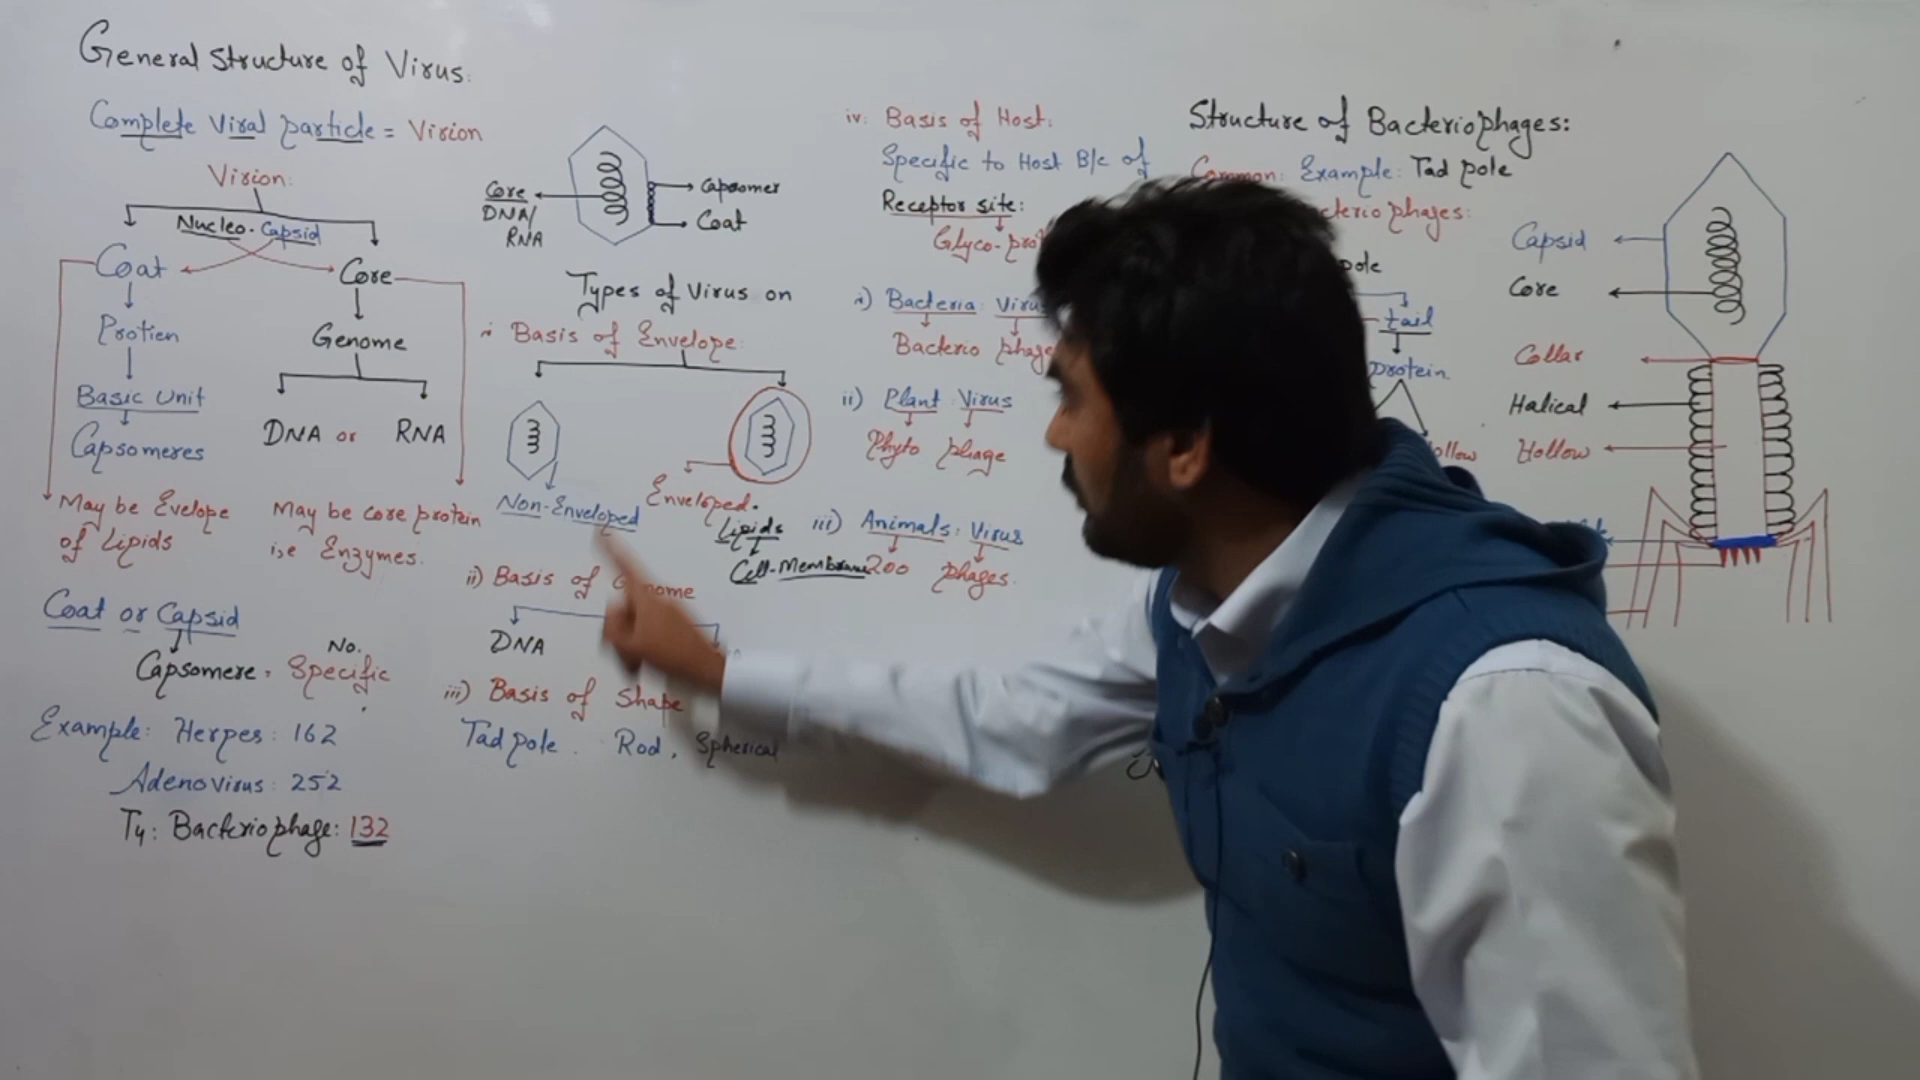 General Structure of Virus:
Complete Viral particle = Virion
Virion:
Nucleo-Capsid
Coat
Core
Protien
Genome
Basic Unit
Capsomeres
DNA or RNA
May be Evelope
of Lipids
May be core protein
i,e Enzymes.
Coat or Capsid
No.
Capsomere, Specific
Example: Herpes: 162
Adenovirus: 252
T4: Bacteriophage: 132
Core
DNA/
RNA
Capsomer
Coat
Types of Virus on
i Basis of Envelope:
Non-Enveloped
Enveloped.
Lipids
Cell-Membrane
ii) Basis of
DNA
iii) Basis of Shape
Tad pole. Rod, Spherical
iv: Basis of Host:
Specific to Host B/c of
Receptor site:
i) Bacteria:
Bacterio phage
ii) Plant Virus
Phyto phage
iii) Animals: Virus
Zoo phages.
Structure of Bacteriophages:
Common: Example: Tad pole
tail
protein
Capsid
Core
Collar
Halical
Hollow